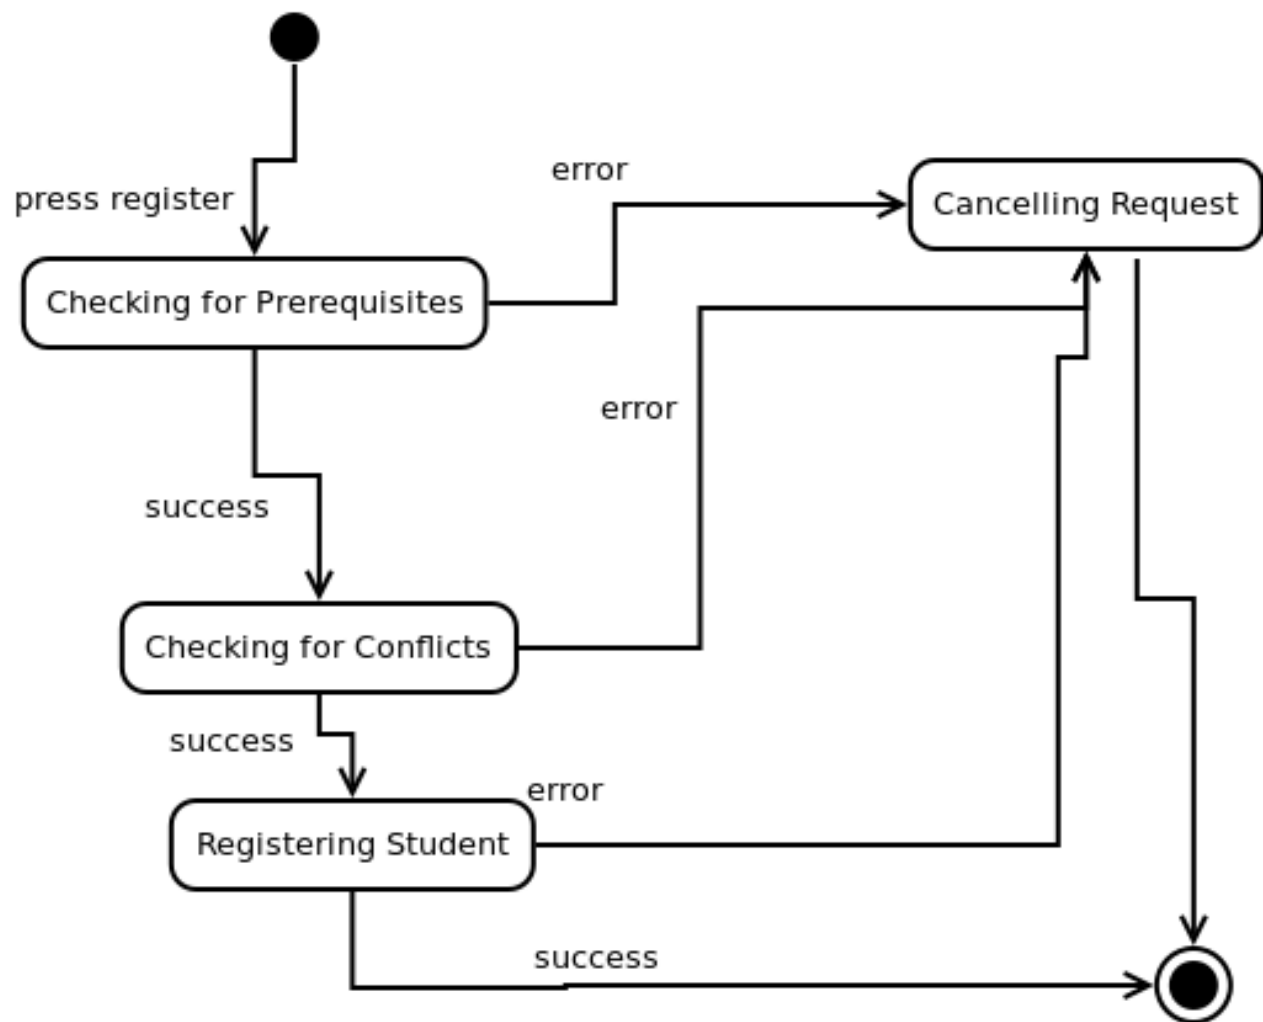 error
press register
Cancelling Request
Checking for Prerequisites
error
success
Checking for Conflicts
success
error
Registering Student
success